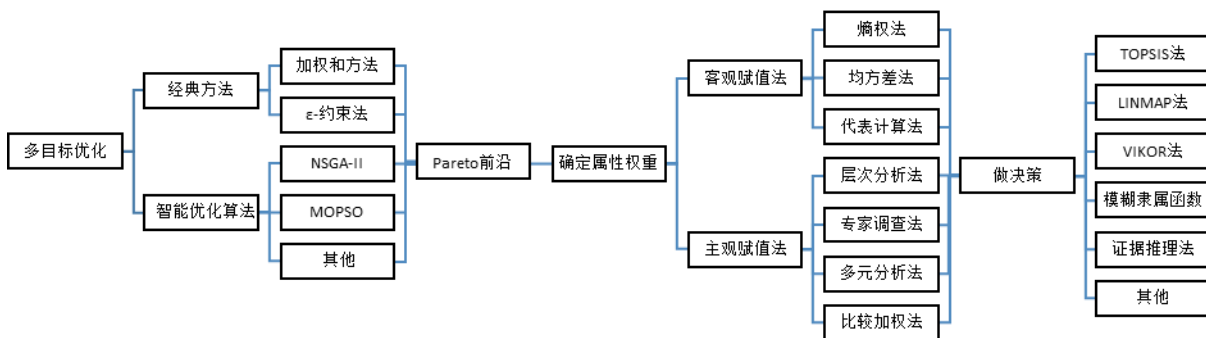 多目标优化
经典方法
智能优化算法
加权和方法
ε-约束法
NSGA-II
MOPSO
其他
Pareto前沿
确定属性权重
客观赋值法
主观赋值法
熵权法
均方差法
代表计算法
层次分析法
专家调查法
多元分析法
比较加权法
做决策
TOPSIS法
LINMAP法
VIKOR法
模糊隶属函数
证据推理法
其他